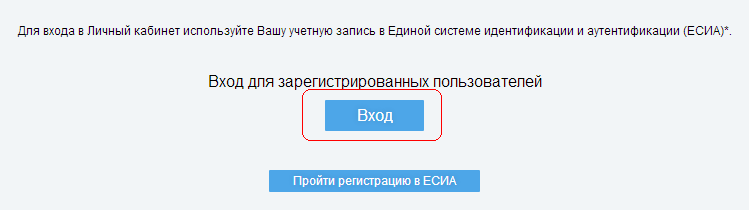 Для входа в Личный кабинет используйте Вашу учетную запись в Единой системе идентификации и аутентификации (ЕСИА)*.
Вход для зарегистрированных пользователей
Вход
Пройти регистрацию в ЕСИА